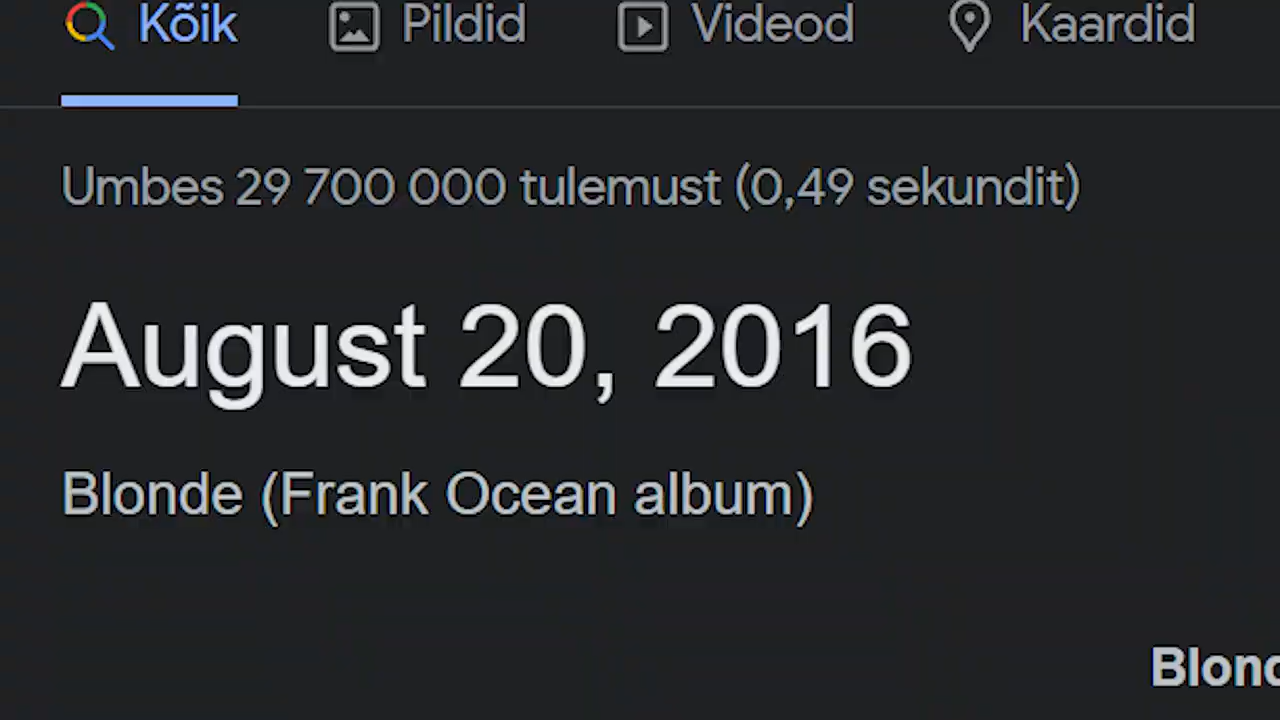 Kõik Pildid Videod Kaardid
Umbes 29 700 000 tulemust (0,49 sekundit)
August 20, 2016
Blonde (Frank Ocean album)